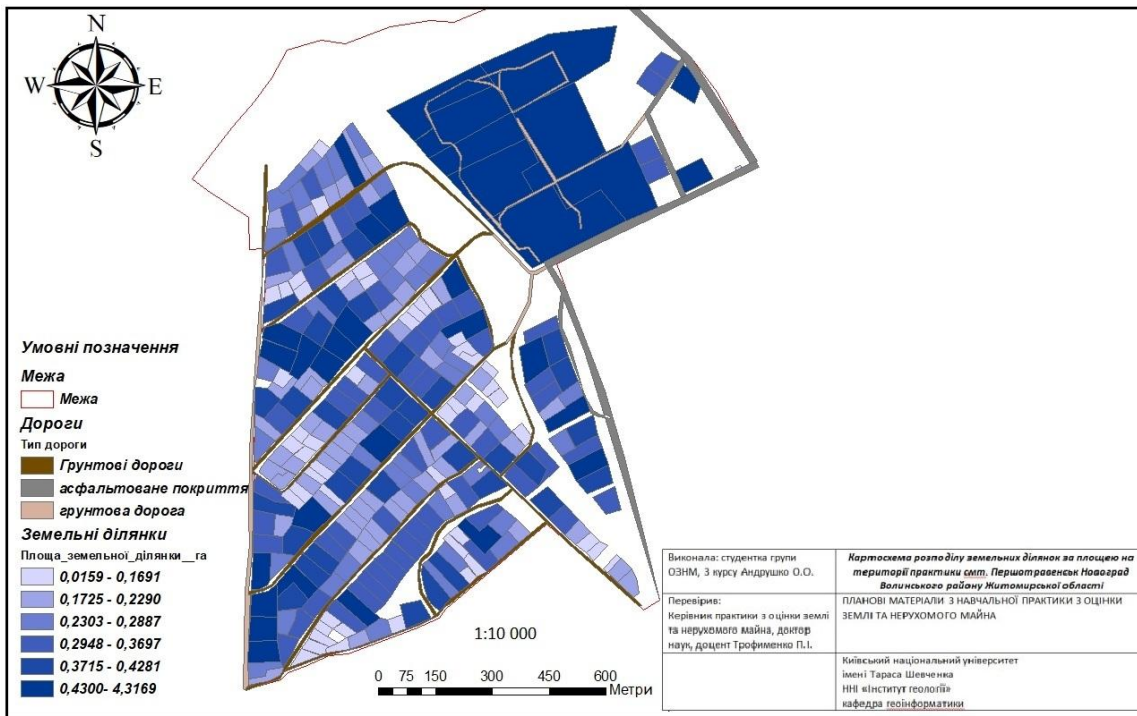 N
W
E
S
Умовні позначення
Межа
Межа
Дороги
Тип дороги
Грунтові дороги
асфальтоване покриття
грунтова дорога
Земельні ділянки
Площа_земельної_ділянки__га
0,0159 - 0,1691
0,1725 - 0,2290
0,2303 - 0,2887
0,2948 - 0,3697
0,3715 - 0,4281
0,4300- 4,3169
1:10 000
0 75 150 300 450 600
Метри
Виконала: студентка групи
ОЗНМ, 3 курсу Андрушко О.О.
Картосхема розподілу земельних ділянок за площею на
території практики смт. Першотравенськ Новоград
Волинського району Житомирської області
Перевірив:
Керівник практики з оцінки землі
та нерухомого майна, доктор
наук, доцент Трофименко П.І.
ПЛАНОВІ МАТЕРІАЛИ З НАВЧАЛЬНОЇ ПРАКТИКИ З ОЦІНКИ
ЗЕМЛІ ТА НЕРУХОМОГО МАЙНА
Київський національний університет
імені Тараса Шевченка
ННІ «Інститут геології»
кафедра геоінформатики